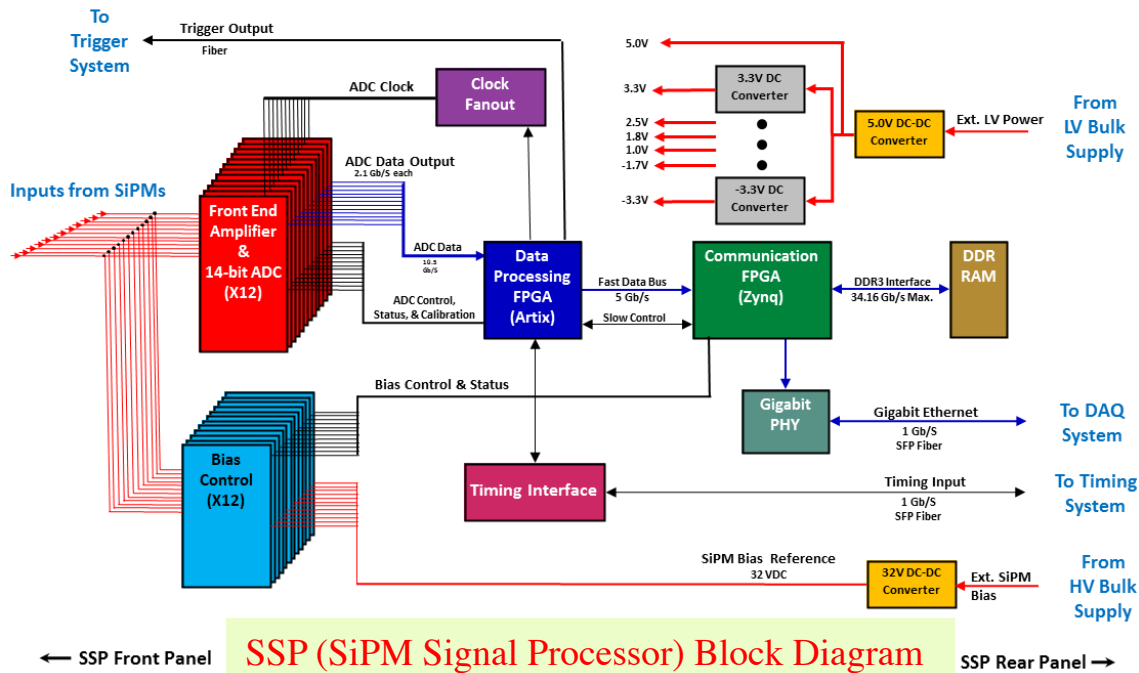 To
Trigger
System
Trigger Output
Fiber
ADC Clock
Clock
Fanout
5.0V
3.3V
2.5V
1.8V
1.0V
-1.7V
-3.3V
3.3V DC
Converter
-3.3V DC
Converter
5.0V DC-DC
Converter
Ext. LV Power
From
LV Bulk
Supply
Inputs from SiPMs
Front End
Amplifier
&
14-bit ADC
(X12)
ADC Data Output
2.1 Gb/S each
ADC Data
10.5
Gb/S
ADC Control,
Status, & Calibration
Data
Processing
FPGA
(Artix)
Fast Data Bus
5 Gb/s
Slow Control
Communication
FPGA
(Zynq)
DDR3 Interface
34.16 Gb/s Max.
DDR
RAM
Bias Control & Status
Gigabit
PHY
Gigabit Ethernet
1 Gb/S
SFP Fiber
To DAQ
System
Bias
Control
(X12)
Timing Interface
Timing Input
1 Gb/S
SFP Fiber
To Timing
System
SiPM Bias Reference
32 VDC
32V DC-DC
Converter
Ext. SiPM
Bias
From
HV Bulk
Supply
SSP Front Panel
SSP (SiPM Signal Processor) Block Diagram
SSP Rear Panel